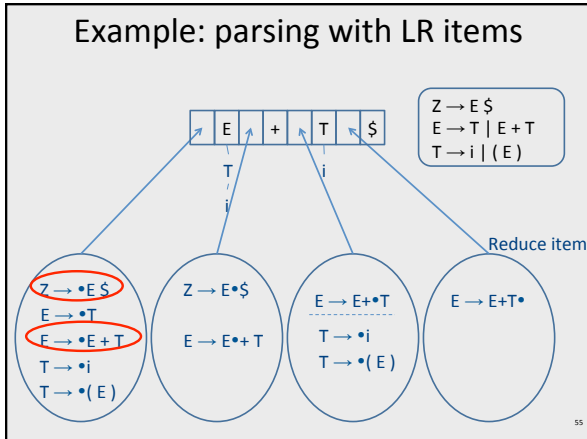 Example: parsing with LR items
Z → E $
E → T | E + T
T → i | ( E )
E + T $
T i
i
Reduce item
Z → •E $
E → •T
E → •E + T
T → •i
T → •( E )
Z → E•$
E → E•+ T
E → E+•T
T → •i
T → •( E )
E → E+T•
55